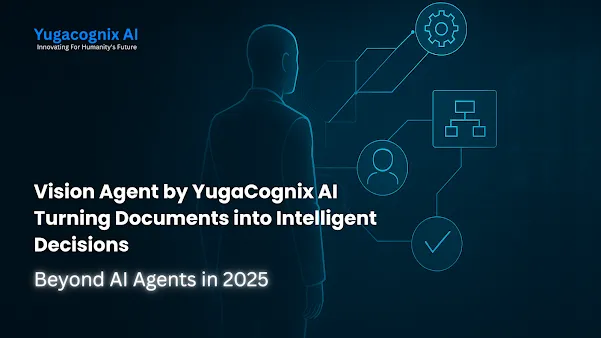 Yugacognix AI
Innovating For Humanity's Future
Vision Agent by YugaCognix AI
Turning Documents into Intelligent
Decisions
Beyond AI Agents in 2025